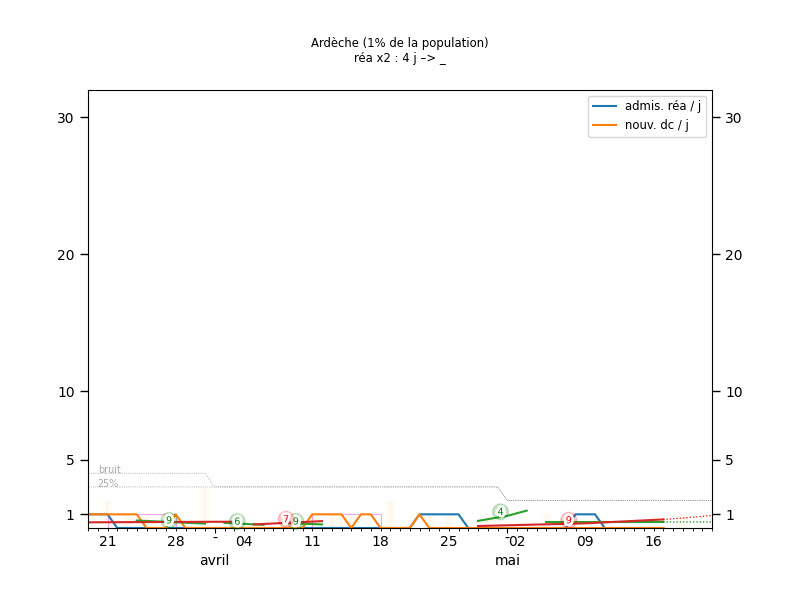 Ardèche (1% de la population)
réa x2 : 4 j –> _
admis. réa / j
nouv. dc / j
30 30
20 20
10 10
5 5
1 1
bruit
25%
9 6 7 9 4 9
21 28 - 04 11 18 25 - 02 09 16
avril mai